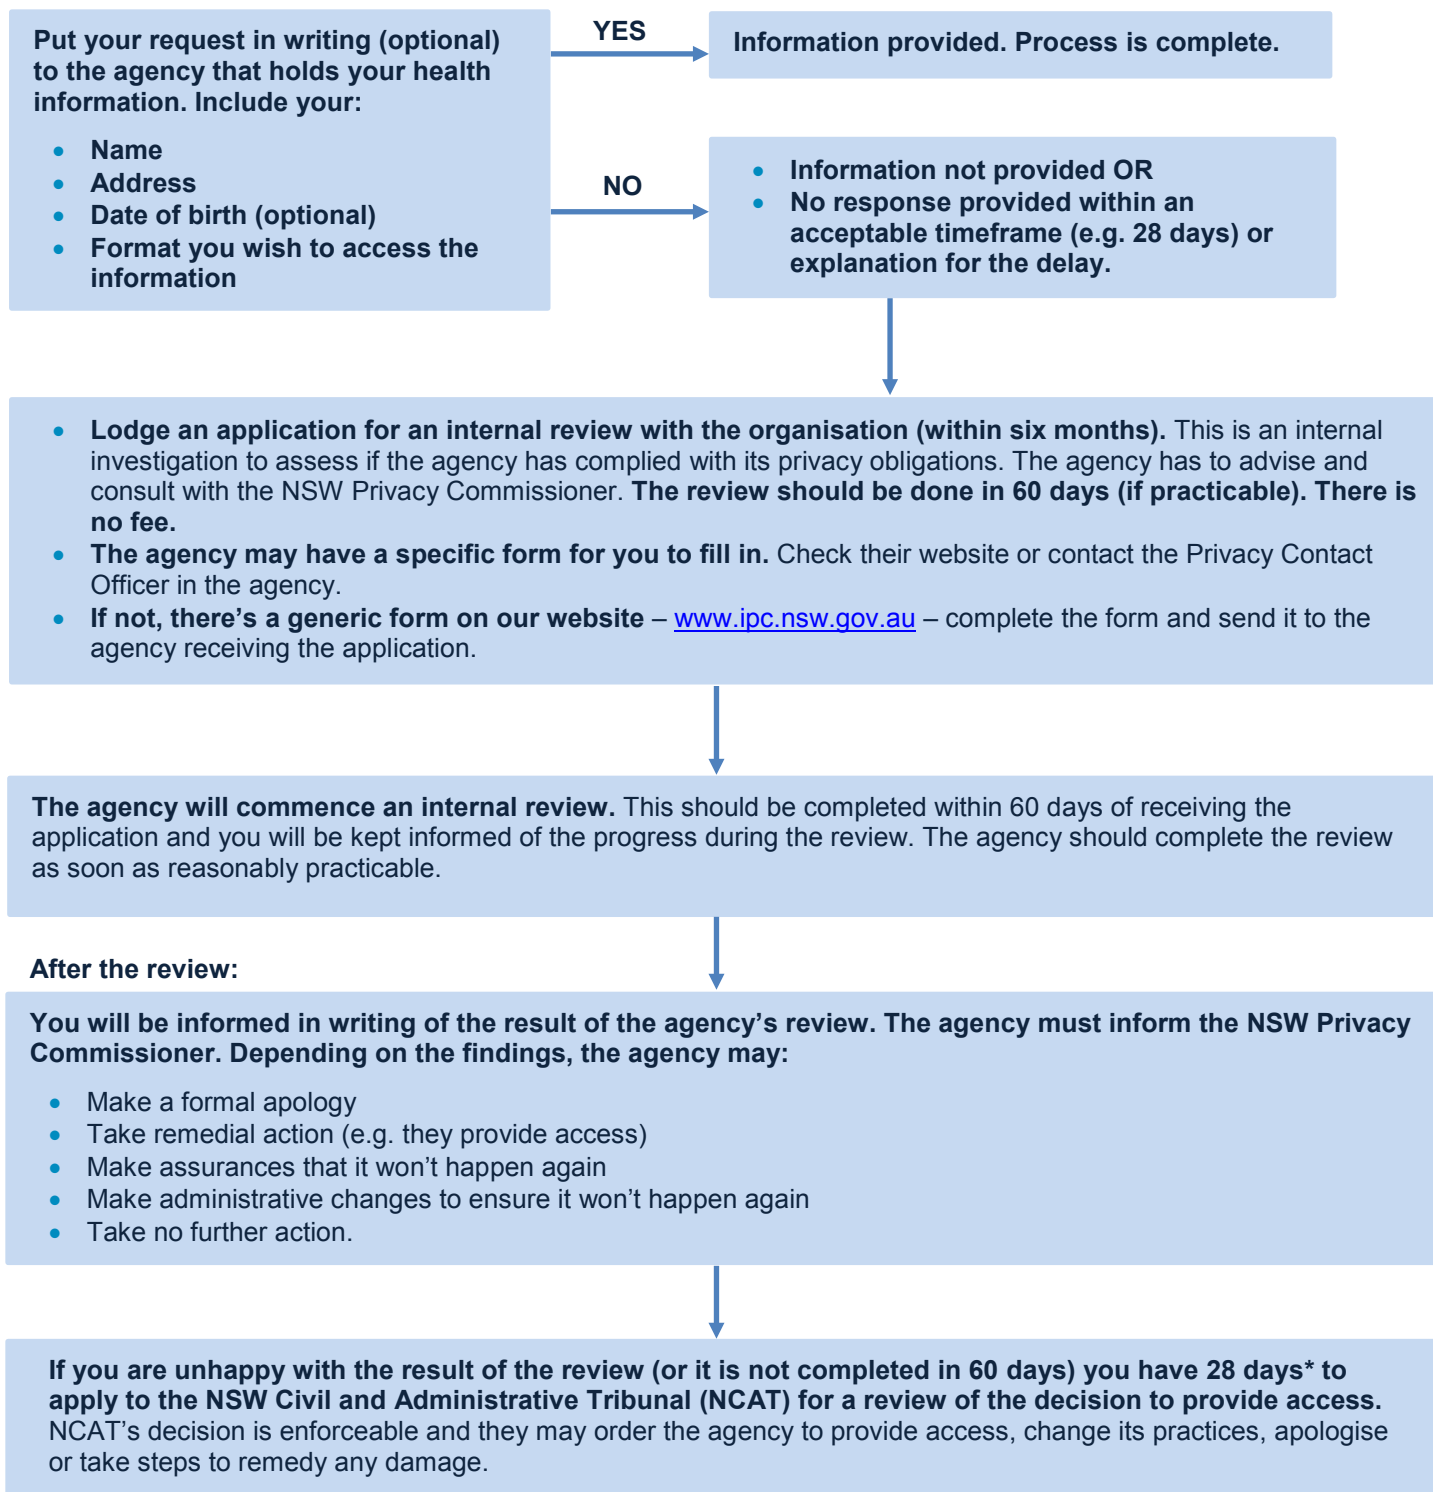 Put your request in writing (optional)
to the agency that holds your health
information. Include your:
• Name
• Address
• Date of birth (optional)
• Format you wish to access the
information
YES
Information provided. Process is complete.
NO
• Information not provided OR
• No response provided within an
acceptable timeframe (e.g. 28 days) or
explanation for the delay.
• Lodge an application for an internal review with the organisation (within six months). This is an internal
investigation to assess if the agency has complied with its privacy obligations. The agency has to advise and
consult with the NSW Privacy Commissioner. The review should be done in 60 days (if practicable). There is
no fee.
• The agency may have a specific form for you to fill in. Check their website or contact the Privacy Contact
Officer in the agency.
• If not, there’s a generic form on our website – www.ipc.nsw.gov.au – complete the form and send it to the
agency receiving the application.
The agency will commence an internal review. This should be completed within 60 days of receiving the
application and you will be kept informed of the progress during the review. The agency should complete the review
as soon as reasonably practicable.
After the review:
You will be informed in writing of the result of the agency’s review. The agency must inform the NSW Privacy
Commissioner. Depending on the findings, the agency may:
• Make a formal apology
• Take remedial action (e.g. they provide access)
• Make assurances that it won’t happen again
• Make administrative changes to ensure it won’t happen again
• Take no further action.
If you are unhappy with the result of the review (or it is not completed in 60 days) you have 28 days* to
apply to the NSW Civil and Administrative Tribunal (NCAT) for a review of the decision to provide access.
NCAT’s decision is enforceable and they may order the agency to provide access, change its practices, apologise
or take steps to remedy any damage.